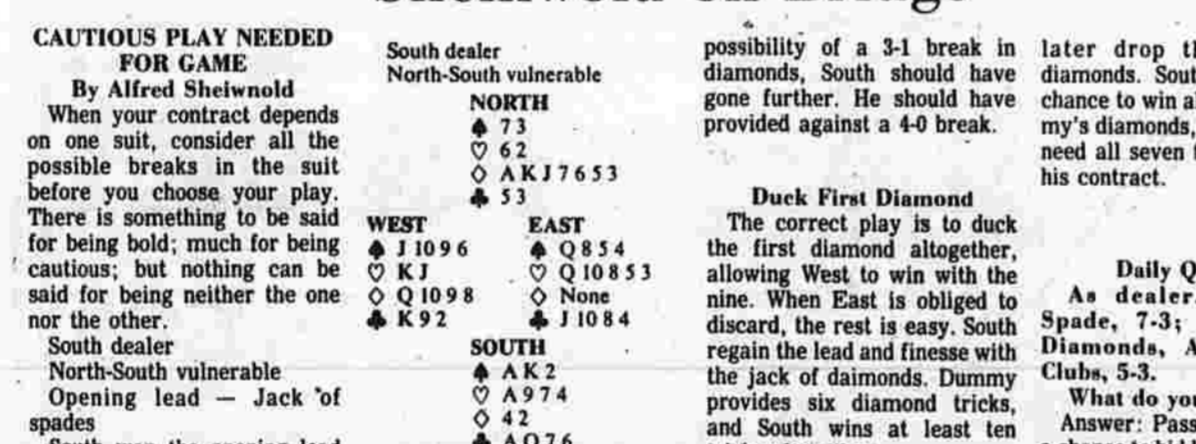 CAUTIOUS PLAY NEEDED
FOR GAME
By Alfred Sheiwnold
When your contract depends
on one suit, consider all the
possible breaks in the suit
before you choose your play.
There is something to be said
for being bold; much for being
cautious; but nothing can be
said for being neither the one
nor the other.
South dealer
North-South vulnerable
Opening lead — Jack of
spades
South dealer
North-South vulnerable
NORTH
♠ 7 3
♡ 6 2
♢ A K J 7 6 5 3
♣ 5 3
WEST
♠ J 10 9 6
♡ K J
♢ Q 10 9 8
♣ K 9 2
EAST
♠ Q 8 5 4
♡ Q 10 8 5 3
♢ None
♣ J 10 8 4
SOUTH
♠ A K 2
♡ A 9 7 4
♢ 4 2
♣ A Q 7 6
possibility of a 3-1 break in
diamonds, South should have
gone further. He should have
provided against a 4-0 break.
Duck First Diamond
The correct play is to duck
the first diamond altogether,
allowing West to win with the
nine. When East is obliged to
discard, the rest is easy. South
regain the lead and finesse with
the jack of daimonds. Dummy
provides six diamond tricks,
and South wins at least ten
later drop
diamonds.
chance to win
my's diamonds,
need all seven
his contract.
Daily
As dealer,
Spade, 7-3;
Diamonds,
Clubs, 5-3.
What do
Answer: